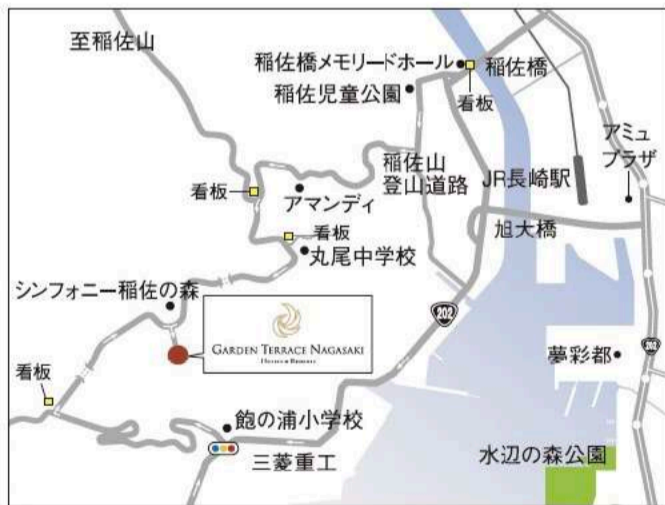 至稲佐山
稲佐橋メモリードホール
稲佐橋
看板
稲佐児童公園
アミュ
プラザ
稲佐山
登山道路
JR長崎駅
看板
アマンディ
旭大橋
看板
丸尾中学校
シンフォニー稲佐の森
202
GARDEN TERRACE NAGASAKI
HOTELS & RESORTS
202
夢彩都
看板
飽の浦小学校
三菱重工
水辺の森公園